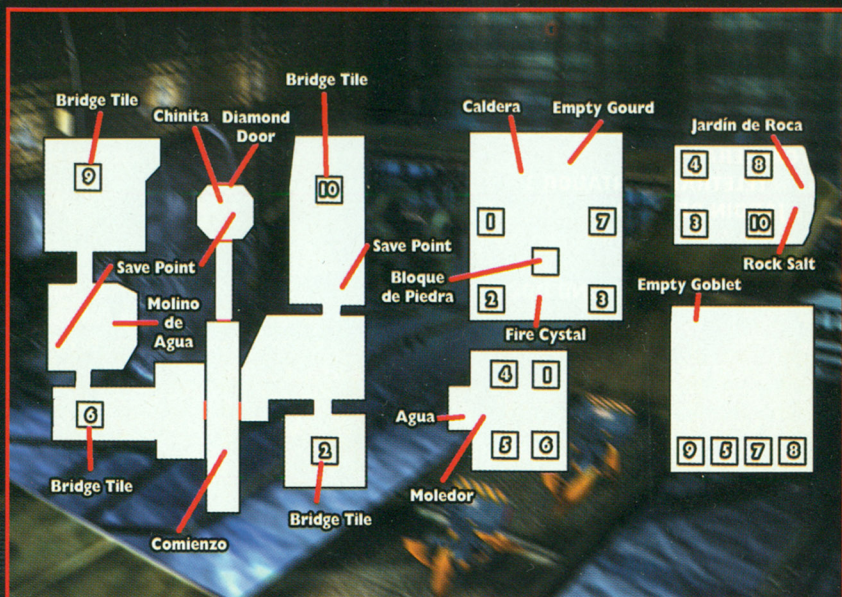 Bridge Tile
Bridge Tile
Chinita
Diamond
Door
9
10
Save Point
Save Point
Molino
de
Agua
6
2
Bridge Tile
Bridge Tile
Comienzo
Caldera
Empty Gourd
1
7
Bloque
de Piedra
2
3
Fire Cystal
Jardín de Roca
4
8
3
10
Rock Salt
4
1
Agua
5
6
Moledor
Empty Goblet
9
5
7
8